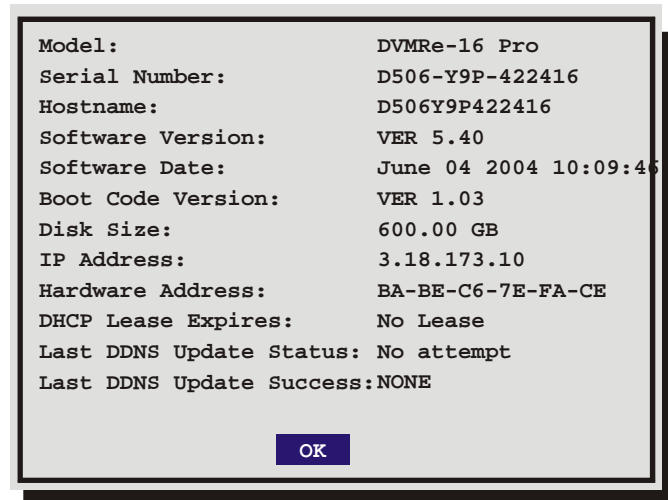 Model: DVMRe-16 Pro
Serial Number: D506-Y9P-422416
Hostname: D506Y9P422416
Software Version: VER 5.40
Software Date: June 04 2004 10:09:46
Boot Code Version: VER 1.03
Disk Size: 600.00 GB
IP Address: 3.18.173.10
Hardware Address: BA-BE-C6-7E-FA-CE
DHCP Lease Expires: No Lease
Last DDNS Update Status: No attempt
Last DDNS Update Success:NONE
OK